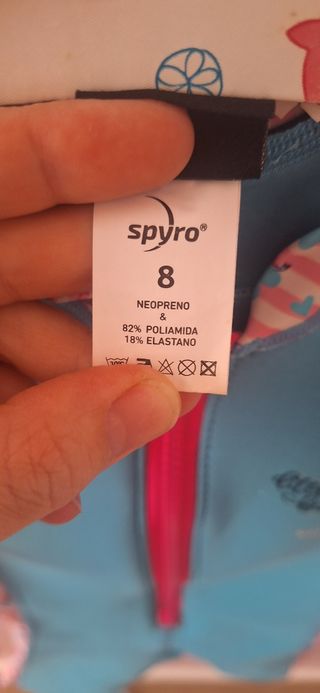 spyro®
8
NEOPRENO
&
82% POLIAMIDA
18% ELASTANO